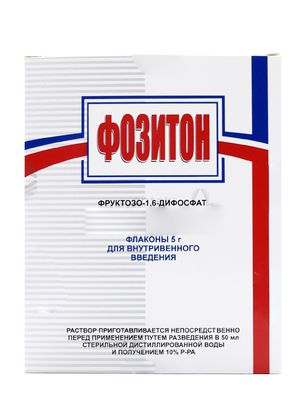 ФОЗИТОН
ФРУКТОЗО-1,6-ДИФОСФАТ
ФЛАКОНЫ 5 г
ДЛЯ ВНУТРИВЕННОГО
ВВЕДЕНИЯ
РАСТВОР ПРИГОТАВЛИВАЕТСЯ НЕПОСРЕДСТВЕННО
ПЕРЕД ПРИМЕНЕНИЕМ ПУТЕМ РАЗВЕДЕНИЯ В 50 мл
СТЕРИЛЬНОЙ ДИСТИЛЛИРОВАННОЙ ВОДЫ
И ПОЛУЧЕНИЕМ 10% Р-РА